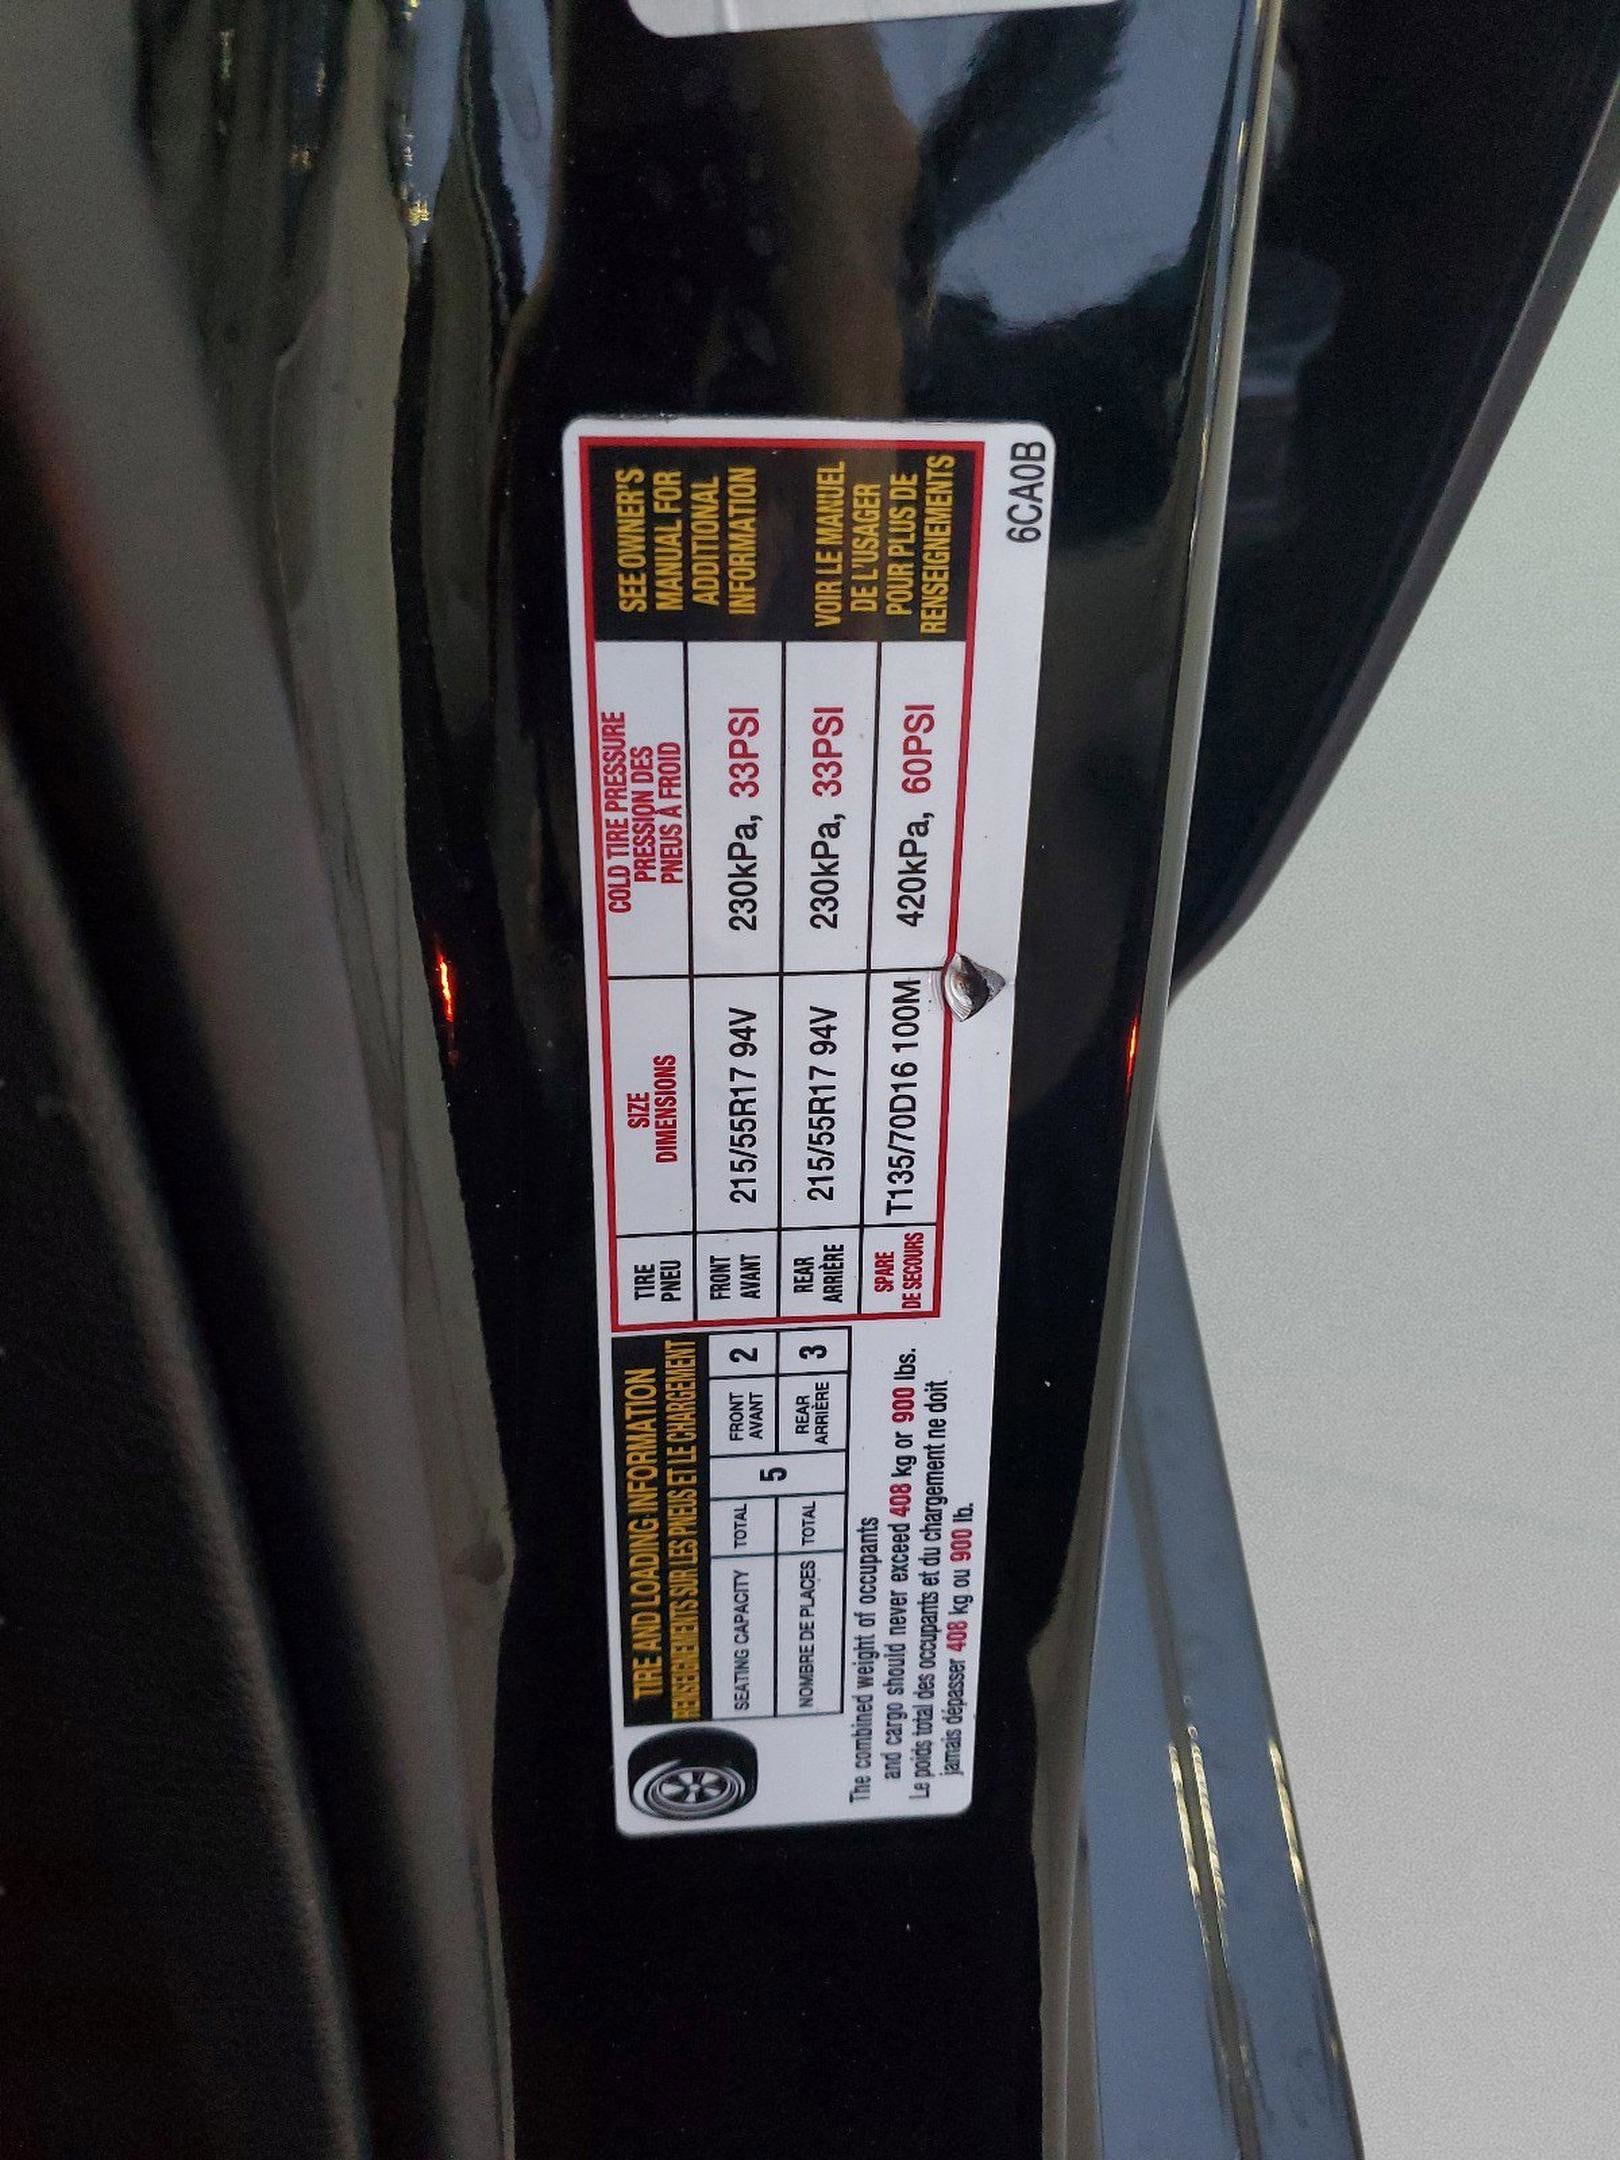 TIRE AND LOADING INFORMATION
RENSEIGNEMENTS SUR LES PNEUS ET LE CHARGEMENT
SEATING CAPACITY TOTAL 5 FRONT AVANT 2
NOMBRE DE PLACES TOTAL REAR ARRIÈRE 3
The combined weight of occupants
and cargo should never exceed 408 kg or 900 lbs.
Le poids total des occupants et du chargement ne doit
jamais dépasser 408 kg ou 900 lb.
TIRE
PNEU
SIZE
DIMENSIONS
COLD TIRE PRESSURE
PRESSION DES
PNEUS À FROID
FRONT
AVANT
215/55R17 94V
230kPa, 33PSI
REAR
ARRIÈRE
215/55R17 94V
230kPa, 33PSI
SPARE
DE SECOURS
T135/70D16 100M
420kPa, 60PSI
SEE OWNER'S
MANUAL FOR
ADDITIONAL
INFORMATION
VOIR LE MANUEL
DE L'USAGER
POUR PLUS DE
RENSEIGNEMENTS
6CA0B